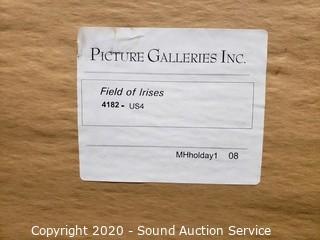 PICTURE GALLERIES INC.
Field of Irises
4182 - US4
MHholday1 08
Copyright 2020 - Sound Auction Service